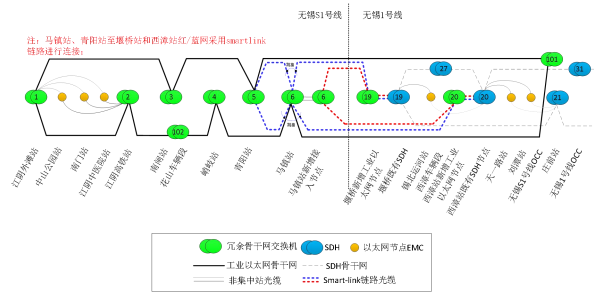 无锡S1号线
无锡1号线
注：马镇站、青阳站至堰桥站和西漳站红/蓝网采用smartlink
链路进行连接；
101
27
31
1
2
3
4
5
6
6
19
19
20
20
21
102
江阴外滩站
中山公园站
南门站
江阴中医院站
江阴高铁站
南闸站
花山车辆段
青阳站
马镇站
马镇站新增接
入节点
堰桥新增工业以
太网节点
堰桥既有SDH
锡北运河站
西漳车辆段
西漳站新增工业
以太网节点
西漳站既有SDH节点
天一路站
刘潭站
无锡S1号线OCC
庄前站
无锡1号线OCC
冗余骨干网交换机
SDH
以太网节点EMC
工业以太网骨干网
SDH骨干网
非集中站光缆
Smart-link链路光缆